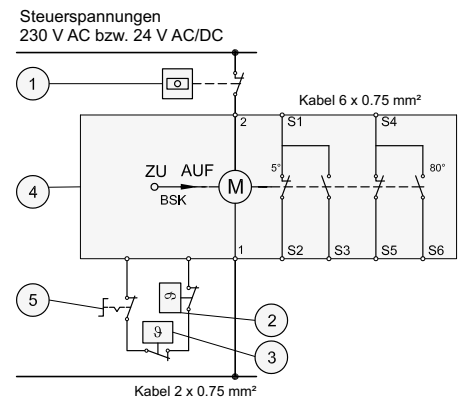 Steuerspannungen
230 V AC bzw. 24 V AC/DC
1
Kabel 6 x 0.75 mm²
2 S1 S4
ZU AUF
BSK
M
5°
80°
4
1 S2 S3 S5 S6
5
ϑ
2
ϑ
3
Kabel 2 x 0.75 mm²